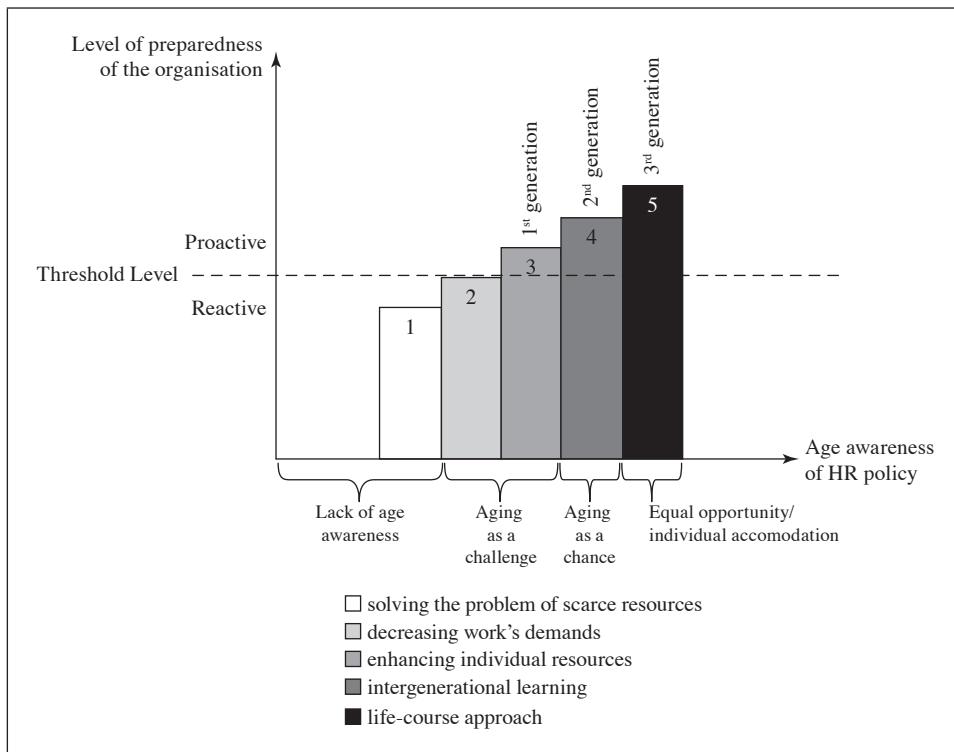 Level of preparedness
of the organisation
1st generation
2nd generation
3rd generation
5
4
Proactive
3
Threshold Level
2
Reactive
1
Age awareness
of HR policy
Lack of age
awareness
Aging
as a
challenge
Aging
as a
chance
Equal opportunity/
individual accomodation
solving the problem of scarce resources
decreasing work's demands
enhancing individual resources
intergenerational learning
life-course approach